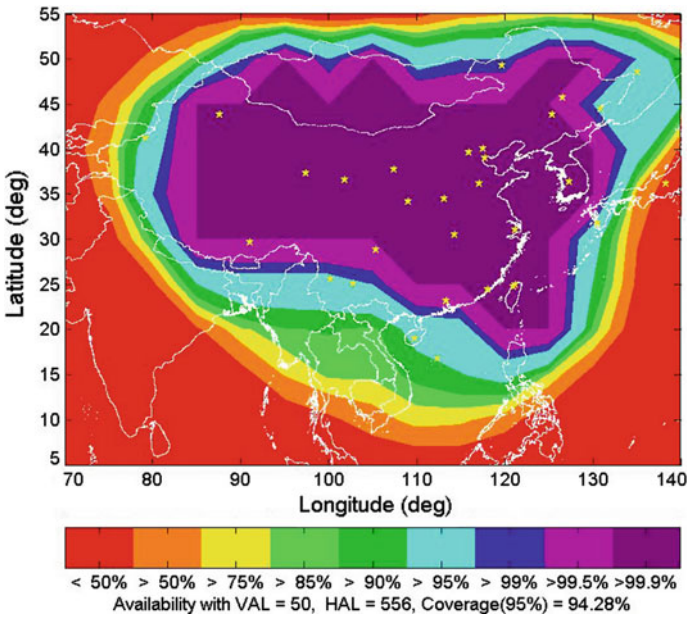 55
50
45
40
35
30
25
20
15
10
5
Latitude (deg)
70 80 90 100 110 120 130 140
Longitude (deg)
< 50% > 50% > 75% > 85% > 90% > 95% > 99% >99.5% >99.9%
Availability with VAL = 50, HAL = 556, Coverage(95%) = 94.28%